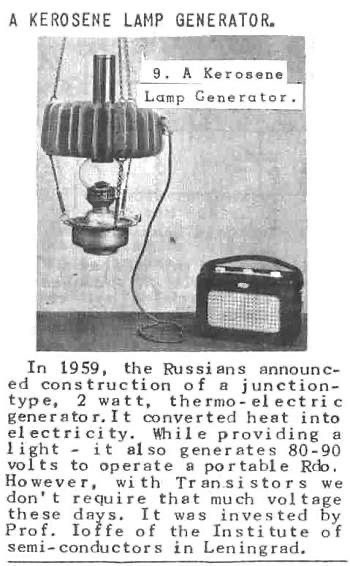 A KEROSENE LAMP GENERATOR.
9. A Kerosene
Lamp Generator.
In 1959, the Russians announc-
ed construction of a junction-
type, 2 watt, thermo-electric
generator.It converted heat into
electricity. While providing a
light - it also generates 80-90
volts to operate a portable Rdo.
However, with Transistors we
don't require that much voltage
these days. It was invested by
Prof. Ioffe of the Institute of
semi-conductors in Leningrad.